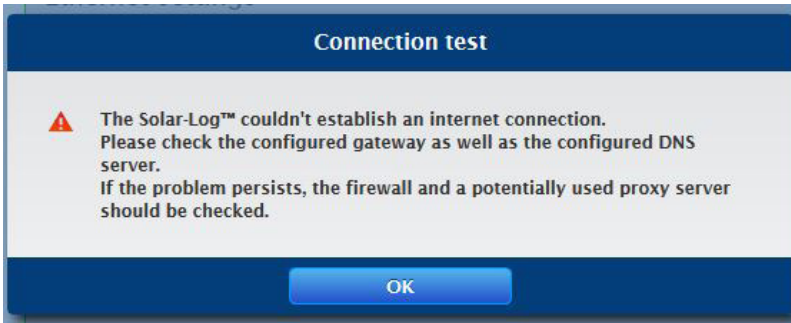 Connection test
The Solar-Log™ couldn't establish an internet connection.
Please check the configured gateway as well as the configured DNS
server.
If the problem persists, the firewall and a potentially used proxy server
should be checked.
OK